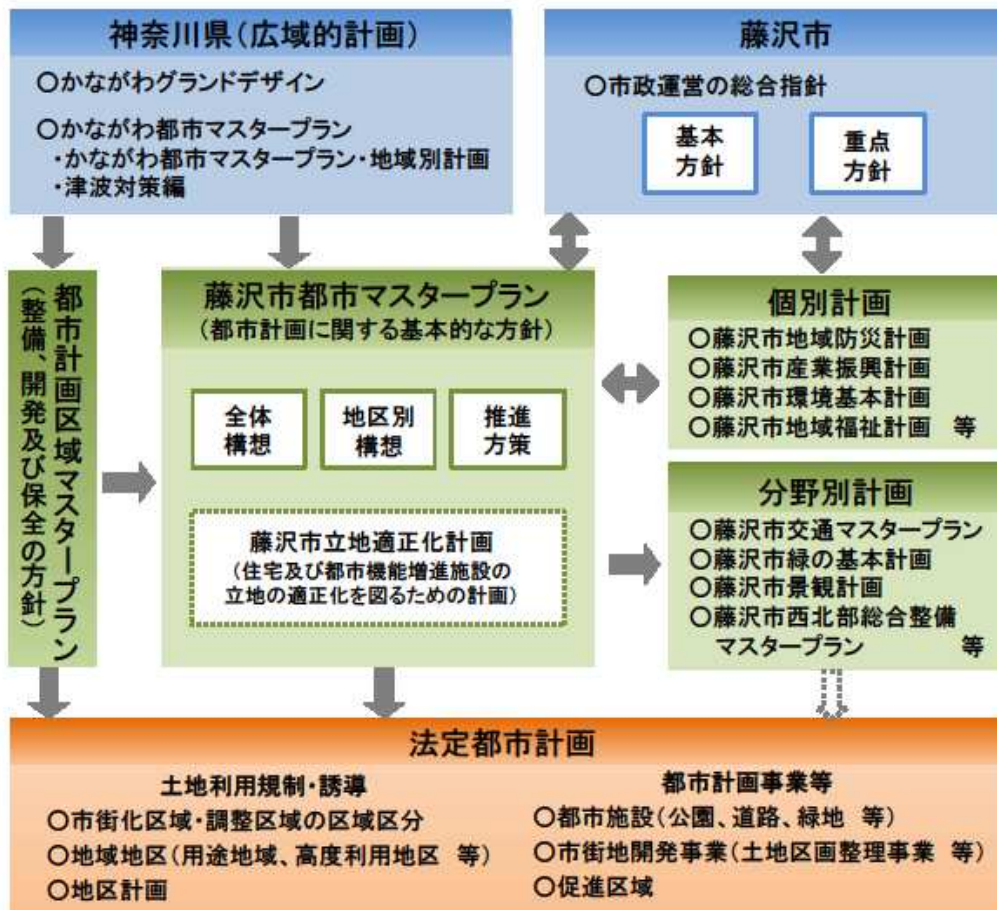 神奈川県(広域的計画)
○かながわグランドデザイン
○かながわ都市マスタープラン
・かながわ都市マスタープラン・地域別計画
・津波対策編
藤沢市
○市政運営の総合指針
基本
方針
重点
方針
都市計画区域マスタープラン
(整備、開発及び保全の方針)
藤沢市都市マスタープラン
(都市計画に関する基本的な方針)
全体
構想
地区別
構想
推進
方策
藤沢市立地適正化計画
(住宅及び都市機能増進施設の
立地の適正化を図るための計画)
個別計画
○藤沢市地域防災計画
○藤沢市産業振興計画
○藤沢市環境基本計画
○藤沢市地域福祉計画 等
分野別計画
○藤沢市交通マスタープラン
○藤沢市緑の基本計画
○藤沢市景観計画
○藤沢市西北部総合整備
マスタープラン 等
法定都市計画
土地利用規制・誘導
○市街化区域・調整区域の区域区分
○地域地区(用途地域、高度利用地区 等)
○地区計画
都市計画事業等
○都市施設(公園、道路、緑地 等)
○市街地開発事業(土地区画整理事業 等)
○促進区域